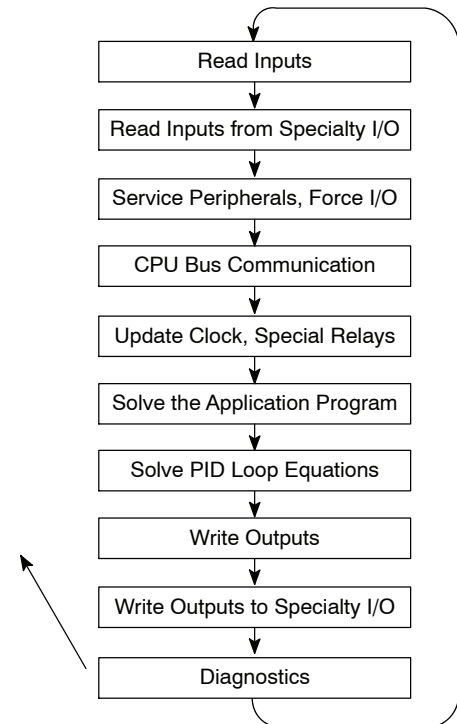 Read Inputs
Read Inputs from Specialty I/O
Service Peripherals, Force I/O
CPU Bus Communication
Update Clock, Special Relays
Solve the Application Program
Solve PID Loop Equations
Write Outputs
Write Outputs to Specialty I/O
Diagnostics